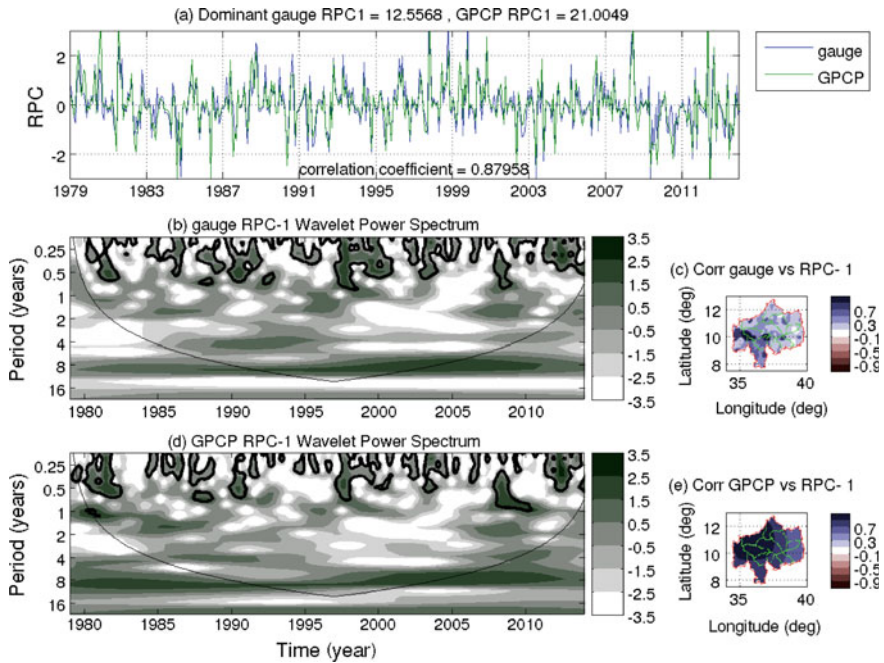 (a) Dominant gauge RPC1 = 12.5568 , GPCP RPC1 = 21.0049
RPC
2
0
-2
correlation coefficient = 0.87958
1979 1983 1987 1991 1995 1999 2003 2007 2011
gauge
GPCP
(b) gauge RPC-1 Wavelet Power Spectrum
Period (years)
0.25
0.5
1
2
4
8
16
1980 1985 1990 1995 2000 2005 2010
3.5
2.5
1.5
0.5
-0.5
-1.5
-2.5
-3.5
(c) Corr gauge vs RPC- 1
Latitude (deg)
12
10
8
35 40
Longitude (deg)
0.7
0.3
-0.1
-0.5
-0.9
(d) GPCP RPC-1 Wavelet Power Spectrum
Period (years)
0.25
0.5
1
2
4
8
16
1980 1985 1990 1995 2000 2005 2010
Time (year)
3.5
2.5
1.5
0.5
-0.5
-1.5
-2.5
-3.5
(e) Corr GPCP vs RPC- 1
Latitude (deg)
12
10
8
35 40
Longitude (deg)
0.7
0.3
-0.1
-0.5
-0.9